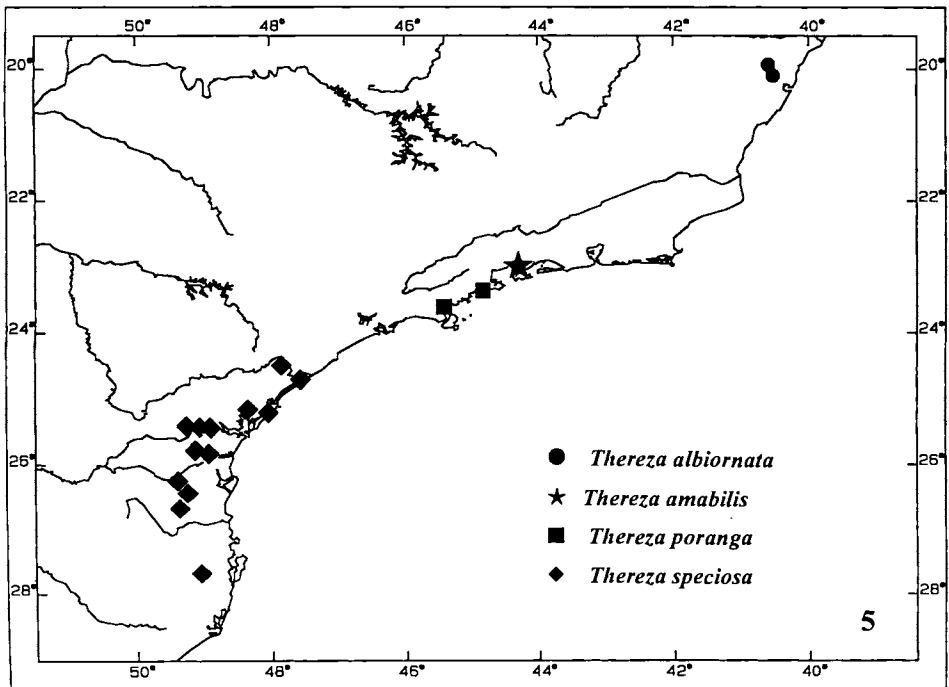 50° 48° 46° 44° 42° 40°
20° 20°
22° 22°
24° 24°
26° 26°
Thereza albiornata
Thereza amabilis
Thereza poranga
Thereza speciosa
28° 28°
5
50° 48° 46° 44° 42° 40°